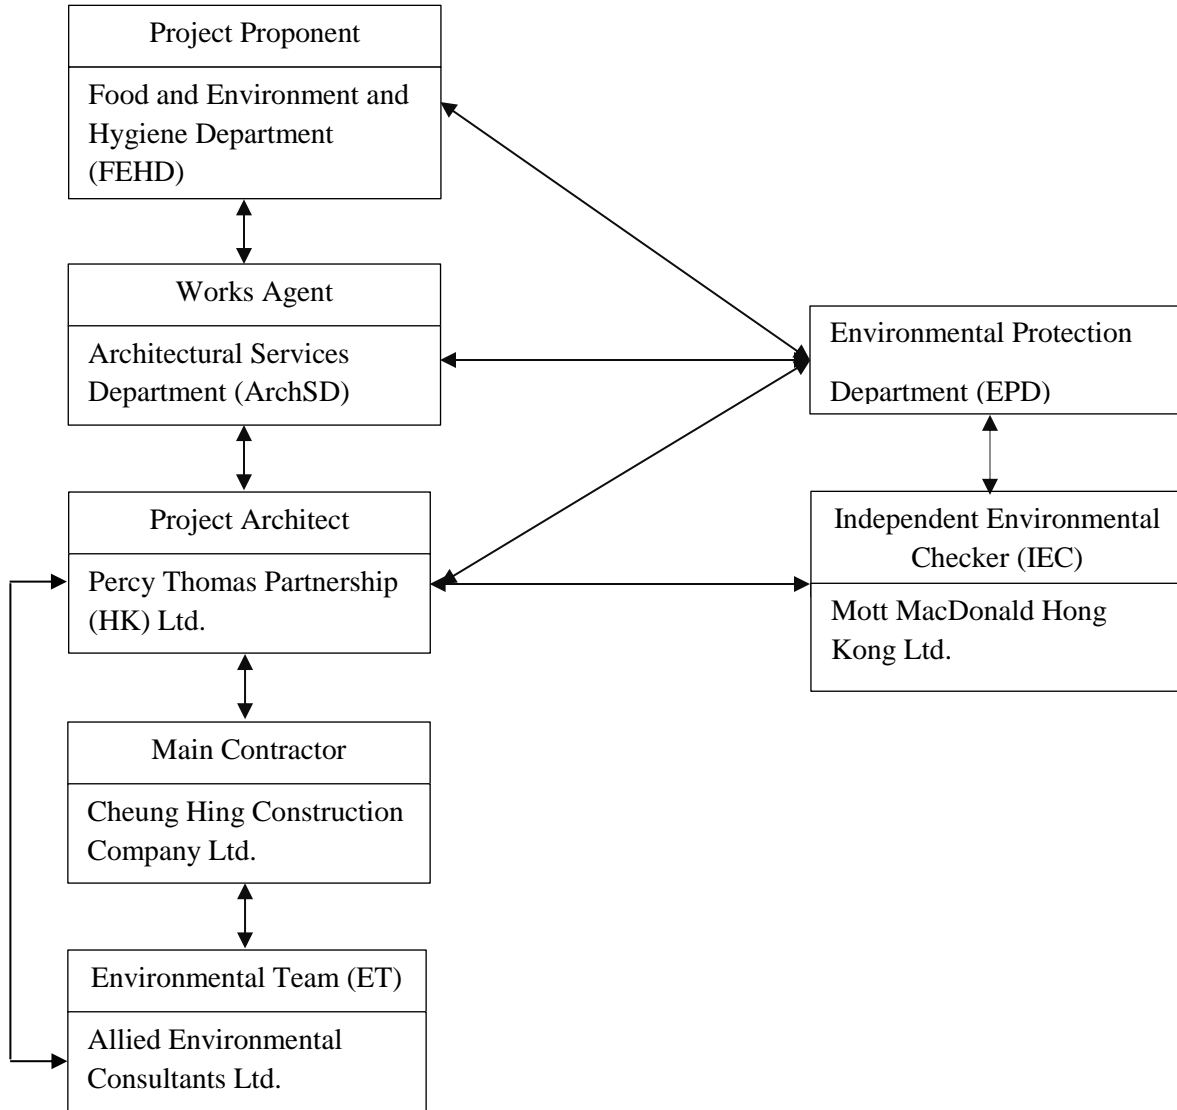 Project Proponent
Food and Environment and
Hygiene Department
(FEHD)
Works Agent
Architectural Services
Department (ArchSD)
Environmental Protection
Department (EPD)
Project Architect
Percy Thomas Partnership
(HK) Ltd.
Independent Environmental
Checker (IEC)
Mott MacDonald Hong
Kong Ltd.
Main Contractor
Cheung Hing Construction
Company Ltd.
Environmental Team (ET)
Allied Environmental
Consultants Ltd.